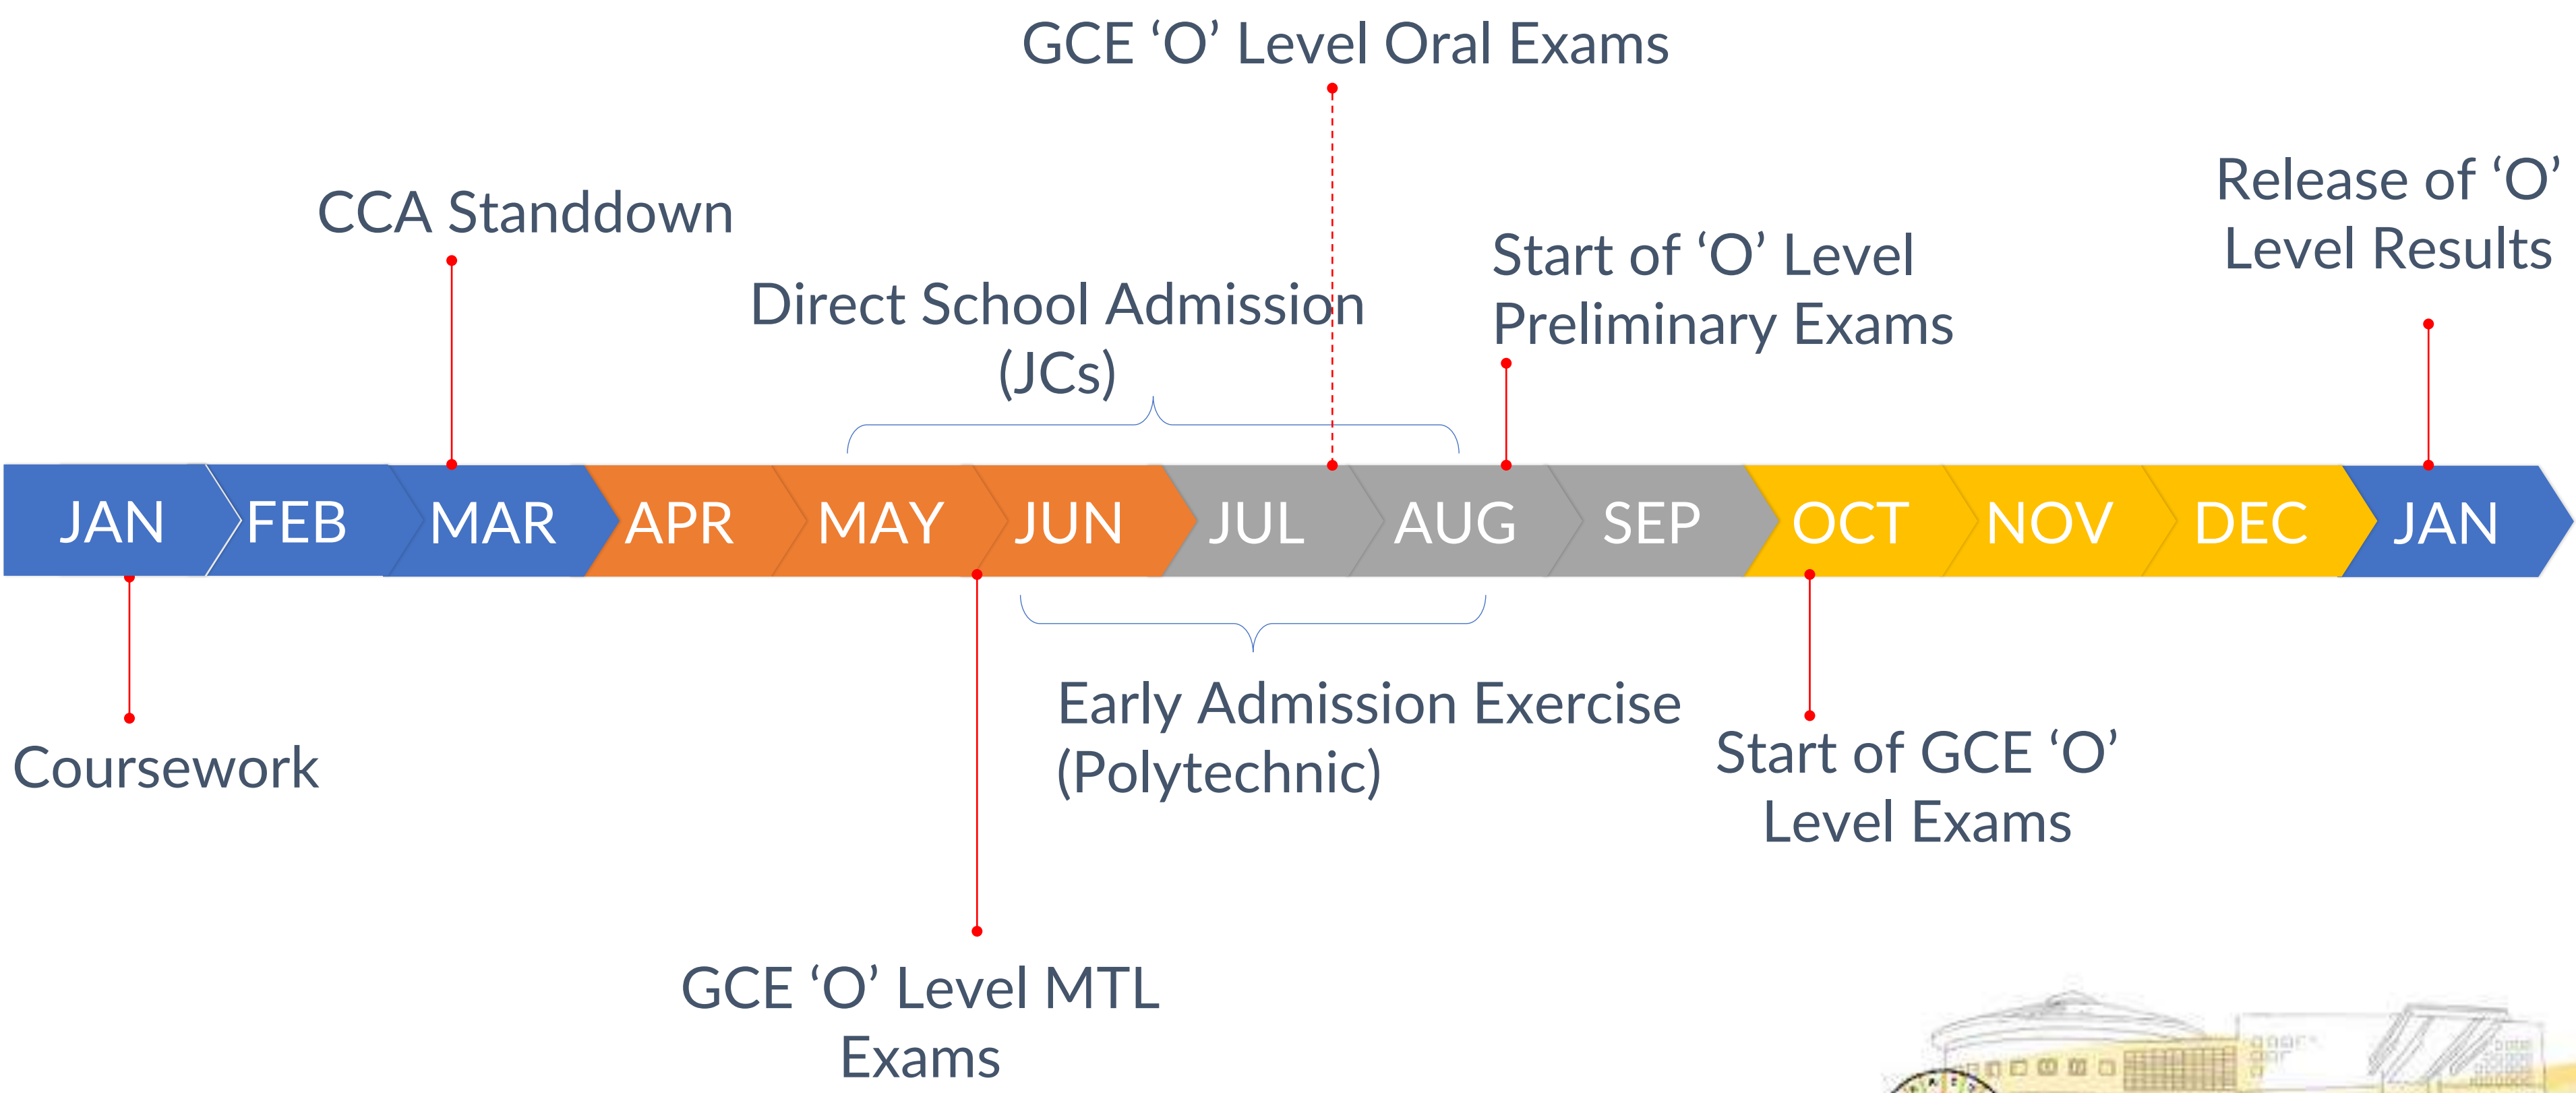 GCE ‘O’ Level Oral Exams
Release of ‘O’
Level Results
CCA Standdown
Start of ‘O’ Level
Preliminary Exams
Direct School Admission
(JCs)
JAN
FEB
MAR
APR
MAY
JUN
JUL
AUG
SEP
OCT
NOV
DEC
JAN
Coursework
Early Admission Exercise
(Polytechnic)
Start of GCE ‘O’
Level Exams
GCE ‘O’ Level MTL
Exams